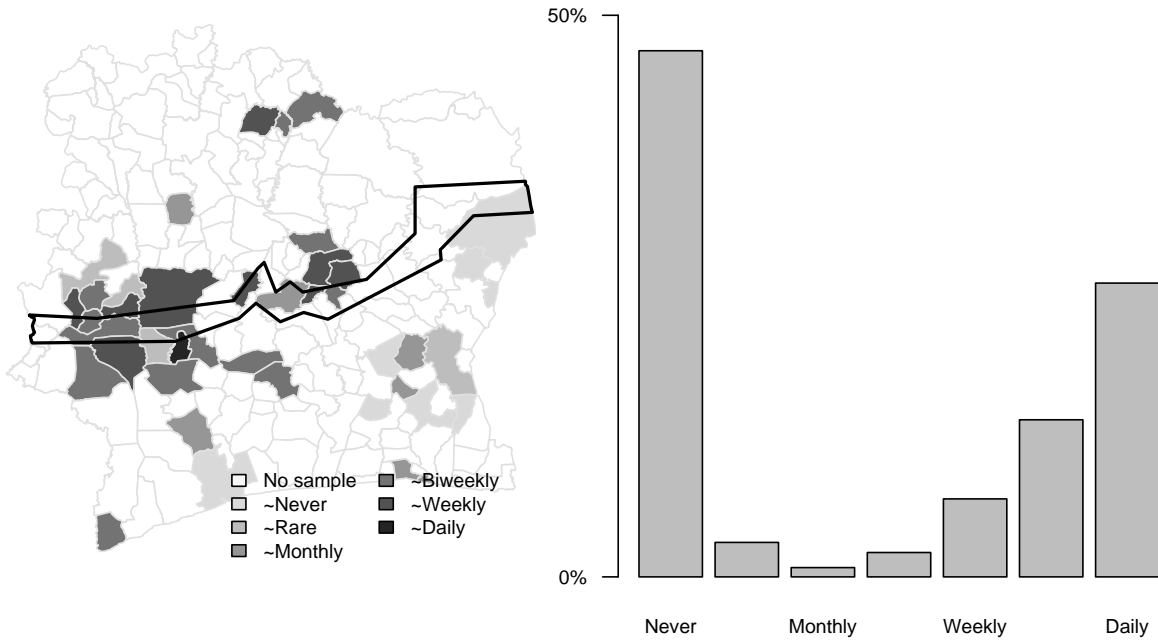 No sample
~Never
~Rare
~Monthly
~Biweekly
~Weekly
~Daily
50%
0%
Never Monthly Weekly Daily